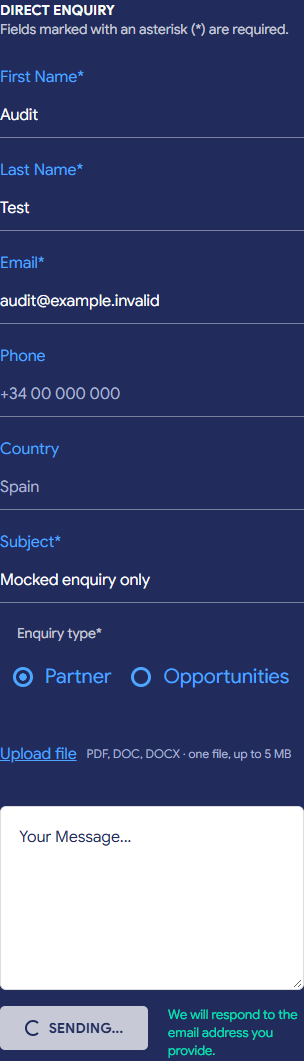 DIRECT ENQUIRY
Fields marked with an asterisk (*) are required.
First Name*
Audit
Last Name*
Test
Email*
audit@example.invalid
Phone
+34 00 000 000
Country
Spain
Subject*
Mocked enquiry only
Enquiry type*
Partner Opportunities
Upload file PDF, DOC, DOCX · one file, up to 5 MB
Your Message...
SENDING...
We will respond to the
email address you
provide.